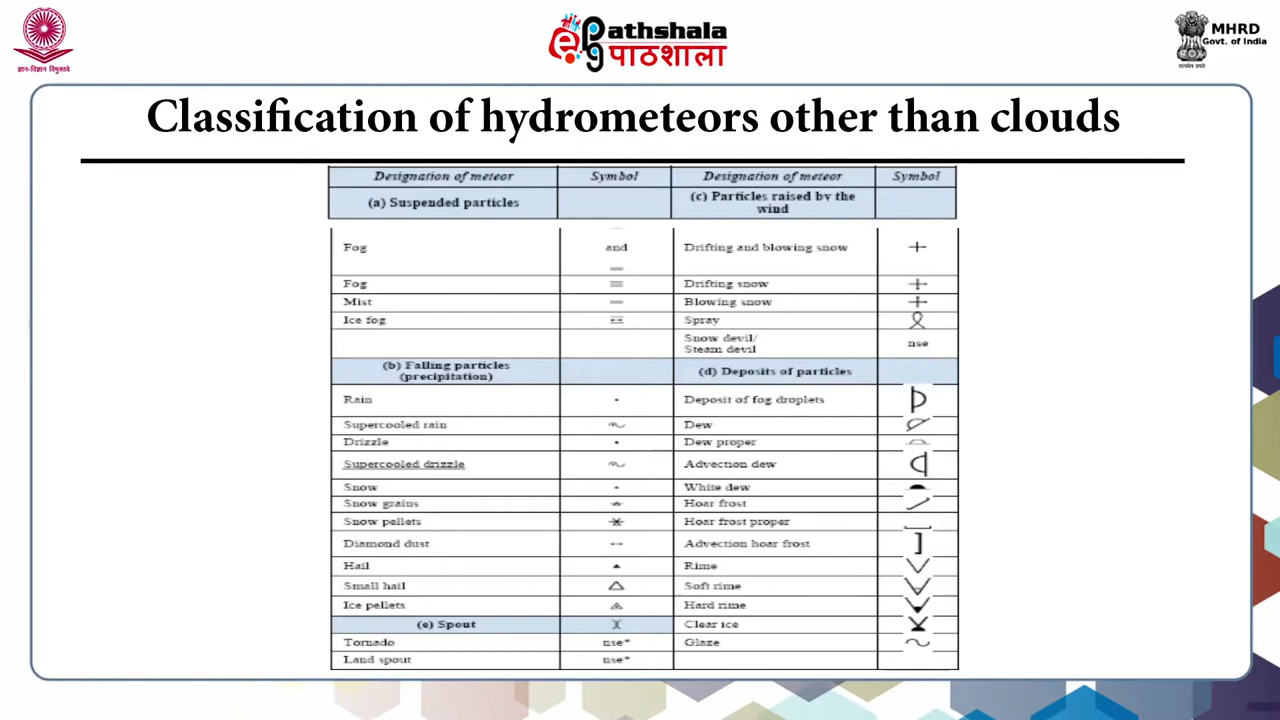 ज्ञान-विज्ञान विमुक्तये
epg Pathshala
पाठशाला
MHRD
Govt. of India
सत्यमेव जयते
Classification of hydrometeors other than clouds
Designation of meteor Symbol Designation of meteor Symbol
(a) Suspended particles (c) Particles raised by the
wind
Fog and Drifting and blowing snow
Fog Drifting snow
Mist Blowing snow
Ice fog Spray
Snow devil/
Steam devil nse
(b) Falling particles
(precipitation) (d) Deposits of particles
Rain Deposit of fog droplets
Supercooled rain Dew
Drizzle Dew proper
Supercooled drizzle Advection dew
Snow White dew
Snow grains Hoar frost
Snow pellets Hoar frost proper
Diamond dust Advection hoar frost
Hail Rime
Small hail Soft rime
Ice pellets Hard rime
(e) Spout Clear ice
Tornado nse* Glaze
Land spout nse*